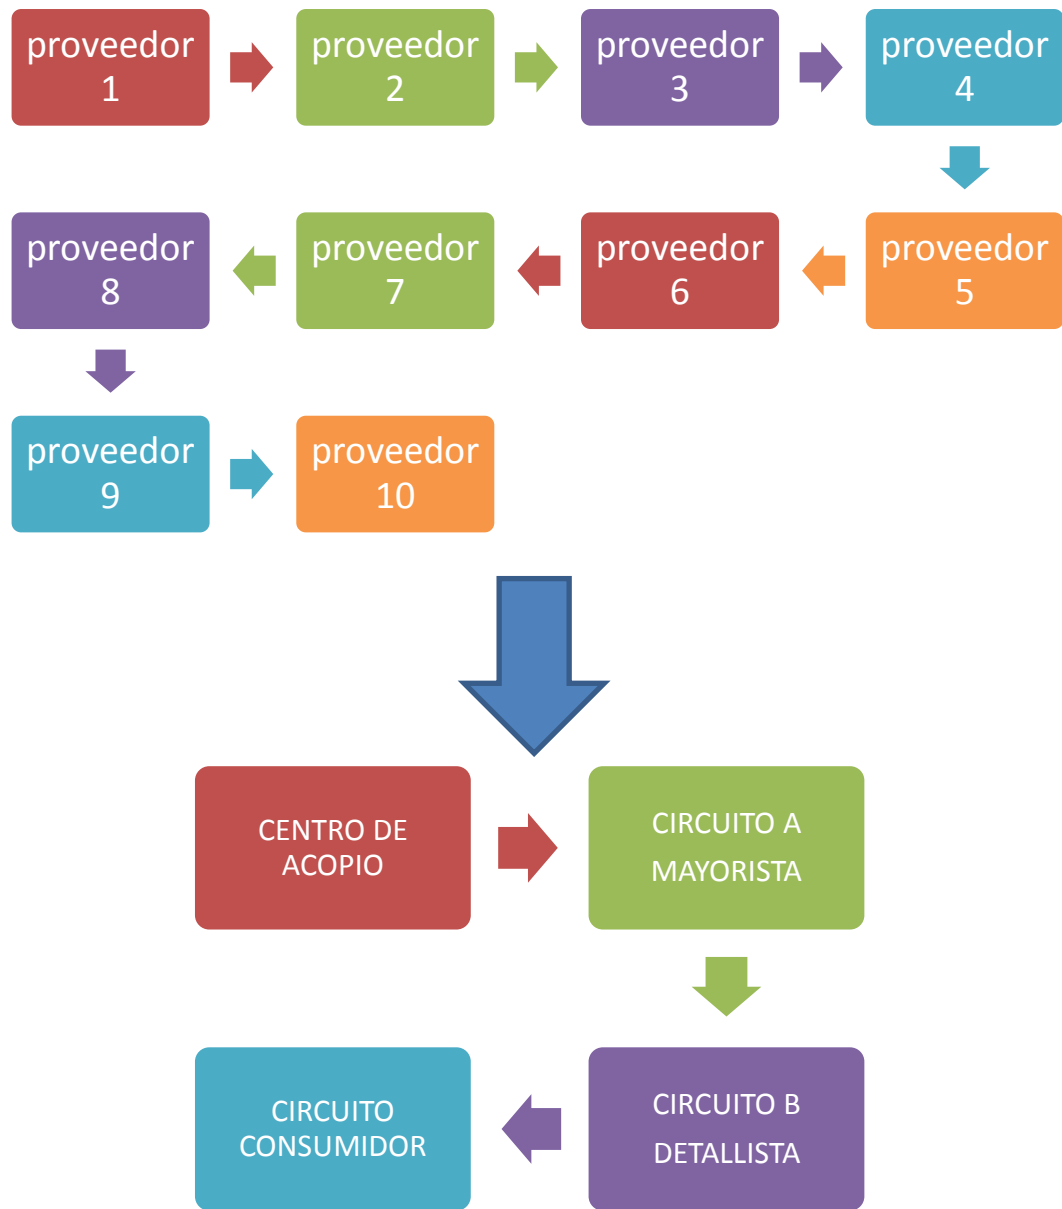 proveedor
1
proveedor
2
proveedor
3
proveedor
4
proveedor
5
proveedor
6
proveedor
7
proveedor
8
proveedor
9
proveedor
10
CENTRO DE
ACOPIO
CIRCUITO A
MAYORISTA
CIRCUITO B
DETALLISTA
CIRCUITO
CONSUMIDOR